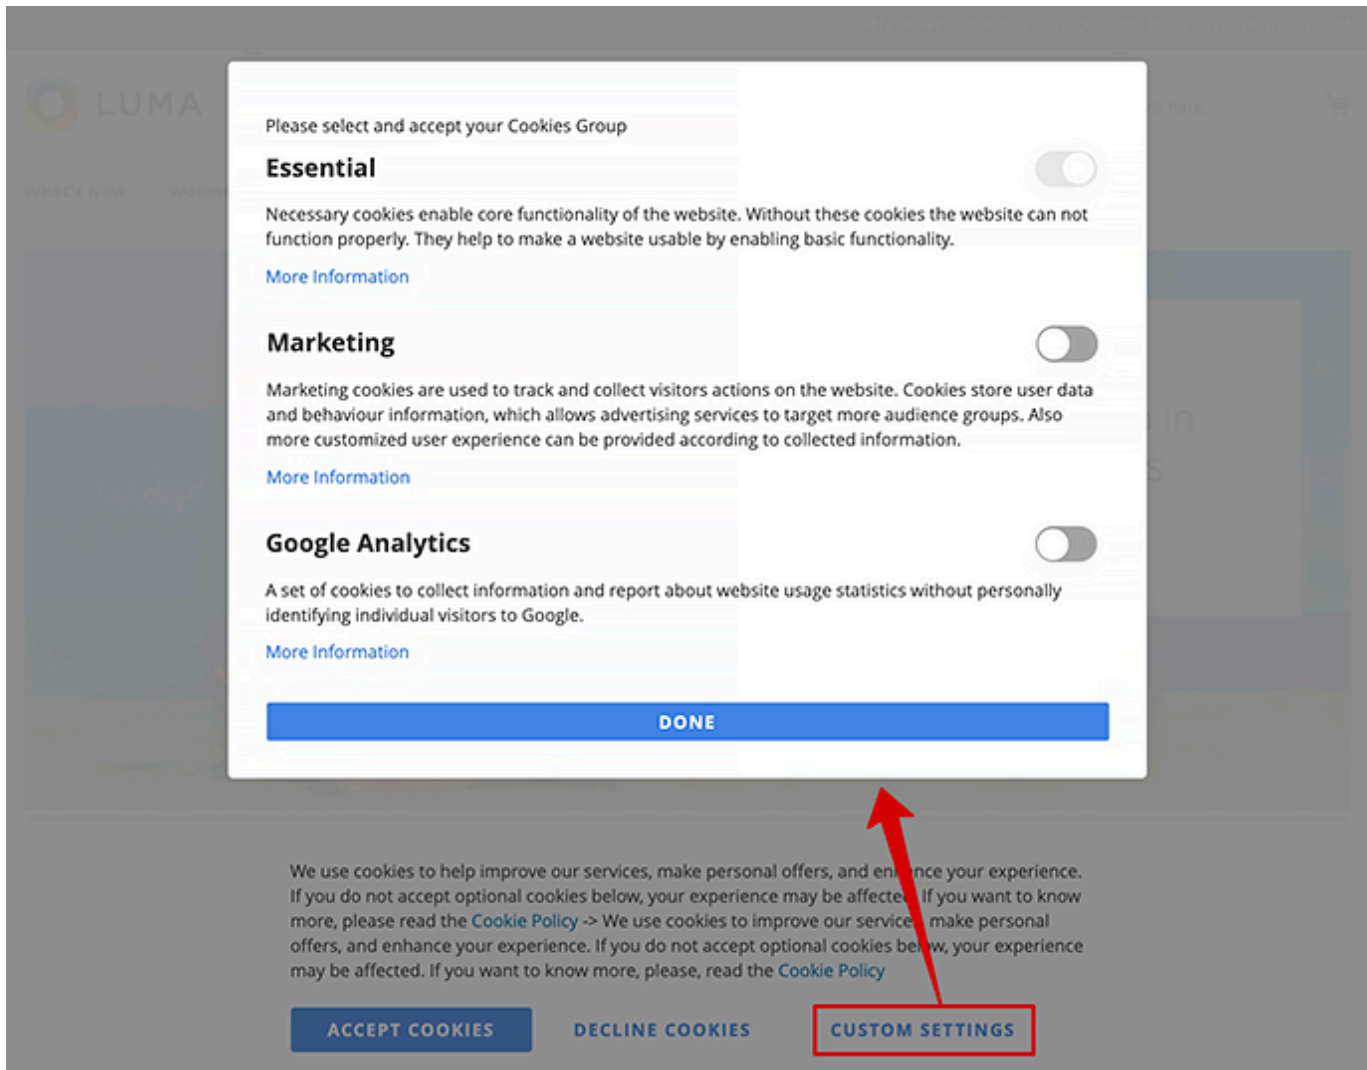 LUMA
What's New
Please select and accept your Cookies Group
Essential
Necessary cookies enable core functionality of the website. Without these cookies the website can not
function properly. They help to make a website usable by enabling basic functionality.
More Information
Marketing
Marketing cookies are used to track and collect visitors actions on the website. Cookies store user data
and behaviour information, which allows advertising services to target more audience groups. Also
more customized user experience can be provided according to collected information.
More Information
Google Analytics
A set of cookies to collect information and report about website usage statistics without personally
identifying individual visitors to Google.
More Information
DONE
in
We use cookies to help improve our services, make personal offers, and enhance your experience.
If you do not accept optional cookies below, your experience may be affected. If you want to know
more, please read the Cookie Policy -> We use cookies to improve our services, make personal
offers, and enhance your experience. If you do not accept optional cookies below, your experience
may be affected. If you want to know more, please, read the Cookie Policy
ACCEPT COOKIES DECLINE COOKIES CUSTOM SETTINGS